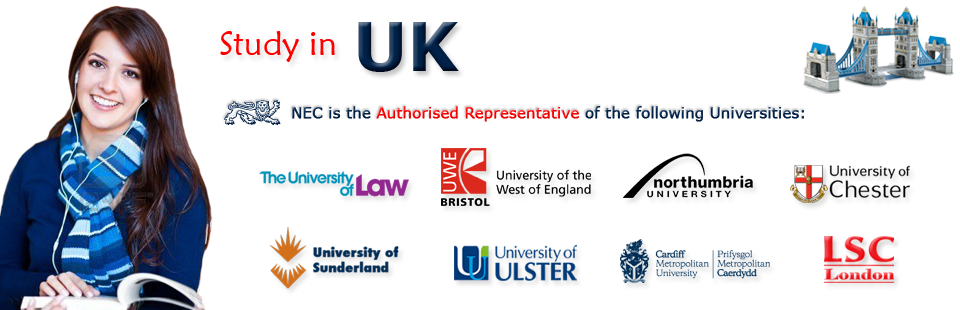 Study in UK
NEC is the Authorised Representative of the following Universities:
The University
of Law
UWE
BRISTOL
University of the
West of England
northumbria
UNIVERSITY
University of
Chester
University of
Sunderland
University of
ULSTER
Cardiff
Metropolitan
University
Prifysgol
Metropolitan
Caerdydd
LSC
London